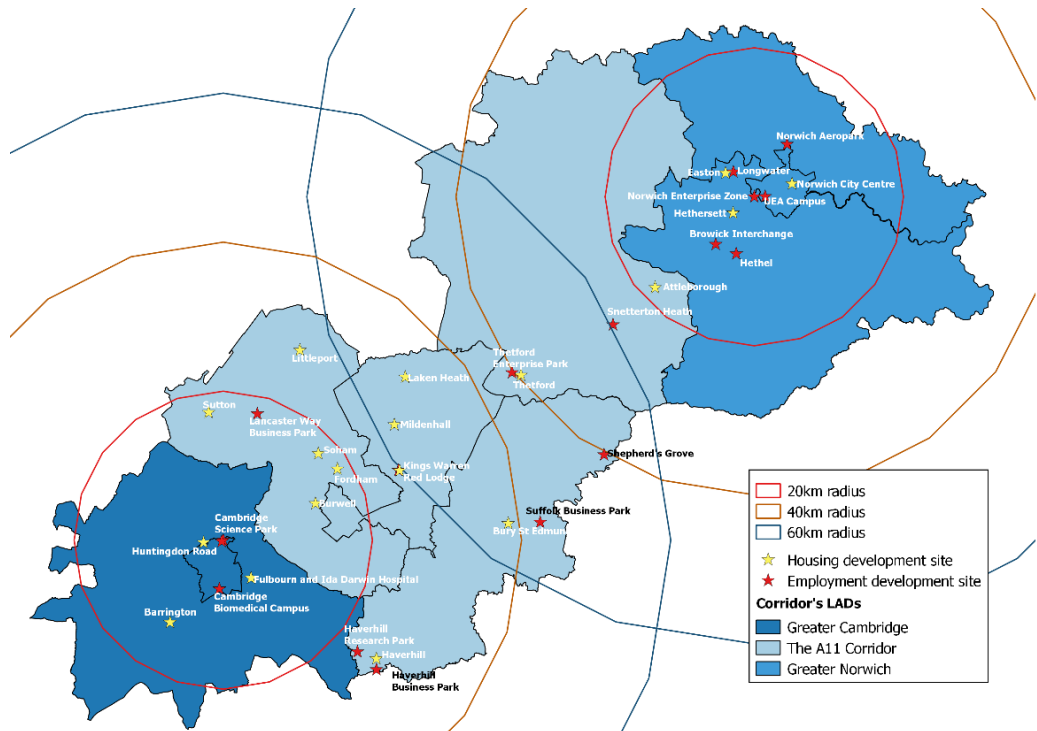 Norwich Aeropark
Easton
Longwater
Norwich City Centre
Norwich Enterprise Zone
UEA Campus
Hethersett
Browick Interchange
Hethel
Attleborough
Snetterton Heath
Littleport
Thetford
Enterprise Park
Thetford
Laken Heath
Sutton
Lancaster Way
Business Park
Mildenhall
Soham
Fordham
Kings Warren
Red Lodge
Shepherd's Grove
Burwell
Suffolk Business Park
Bury St Edmun
Cambridge
Science Park
Huntingdon Road
Fulbourn and Ida Darwin Hospital
Cambridge
Biomedical Campus
Barrington
Haverhill
Research Park
Haverhill
Haverhill
Business Park
20km radius
40km radius
60km radius
Housing development site
Employment development site
Corridor's LADs
Greater Cambridge
The A11 Corridor
Greater Norwich